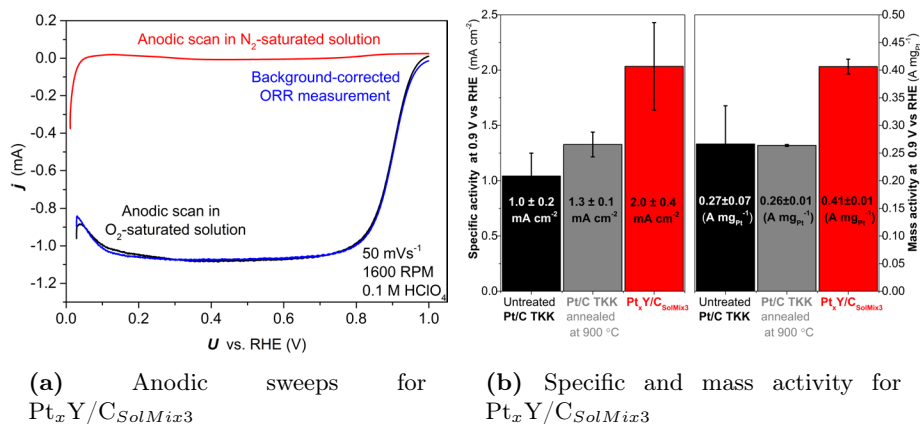 Anodic scan in N₂-saturated solution
Background-corrected
ORR measurement
Anodic scan in
O₂-saturated solution
50 mVs⁻¹
1600 RPM
0.1 M HClO₄
j (mA)
0.2
0.0
-0.2
-0.4
-0.6
-0.8
-1.0
-1.2
0.0 0.2 0.4 0.6 0.8 1.0
U vs. RHE (V)
(a) Anodic sweeps for
PtₓY/C_SolMix3
Specific activity at 0.9 V vs RHE (mA cm⁻²)
2.5
2.0
1.5
1.0
0.5
0.0
1.0 ± 0.2
mA cm⁻²
1.3 ± 0.1
mA cm⁻²
2.0 ± 0.4
mA cm⁻²
0.27±0.07
(A mg_Pt⁻¹)
0.26±0.01
(A mg_Pt⁻¹)
0.41±0.01
(A mg_Pt⁻¹)
0.50
0.45
0.40
0.35
0.30
0.25
0.20
0.15
0.10
0.05
0.00
Mass activity at 0.9 V vs RHE
(A mg_Pt⁻¹)
Untreated
Pt/C TKK
Pt/C TKK
annealed
at 900 °C
PtₓY/C_SolMix3
Untreated
Pt/C TKK
Pt/C TKK
annealed
at 900 °C
PtₓY/C_SolMix3
(b) Specific and mass activity for
PtₓY/C_SolMix3